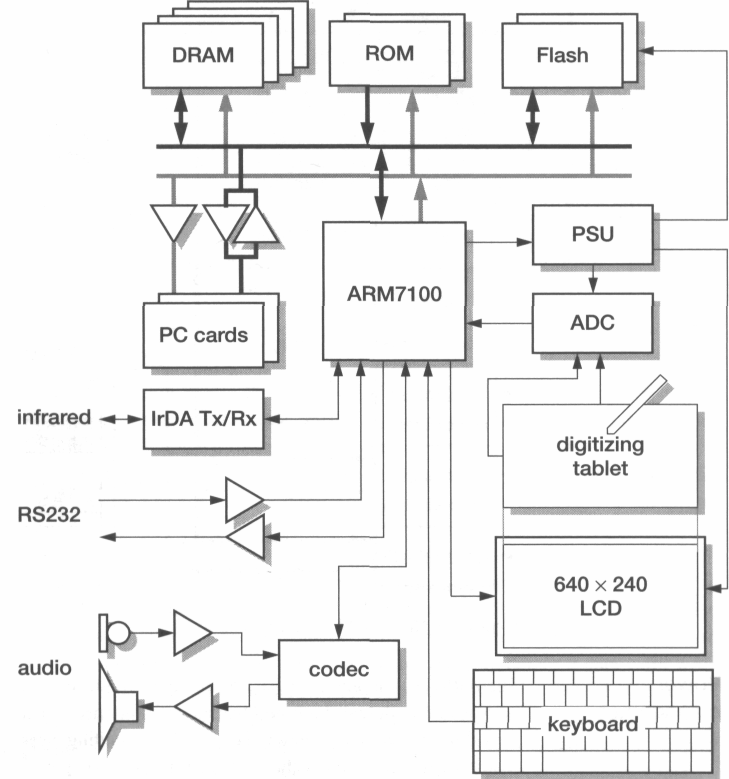 DRAM
ROM
Flash
PSU
ARM7100
ADC
PC cards
infrared
IrDA Tx/Rx
digitizing
tablet
RS232
640 × 240
LCD
audio
codec
keyboard